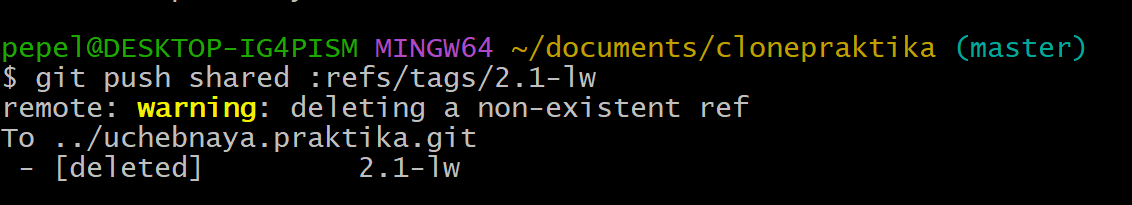 pepel@DESKTOP-IG4PISM MINGW64 ~/documents/clonepraktika (master)
$ git push shared :refs/tags/2.1-lw
remote: warning: deleting a non-existent ref
To ../uchebnaya.praktika.git
 - [deleted]         2.1-lw